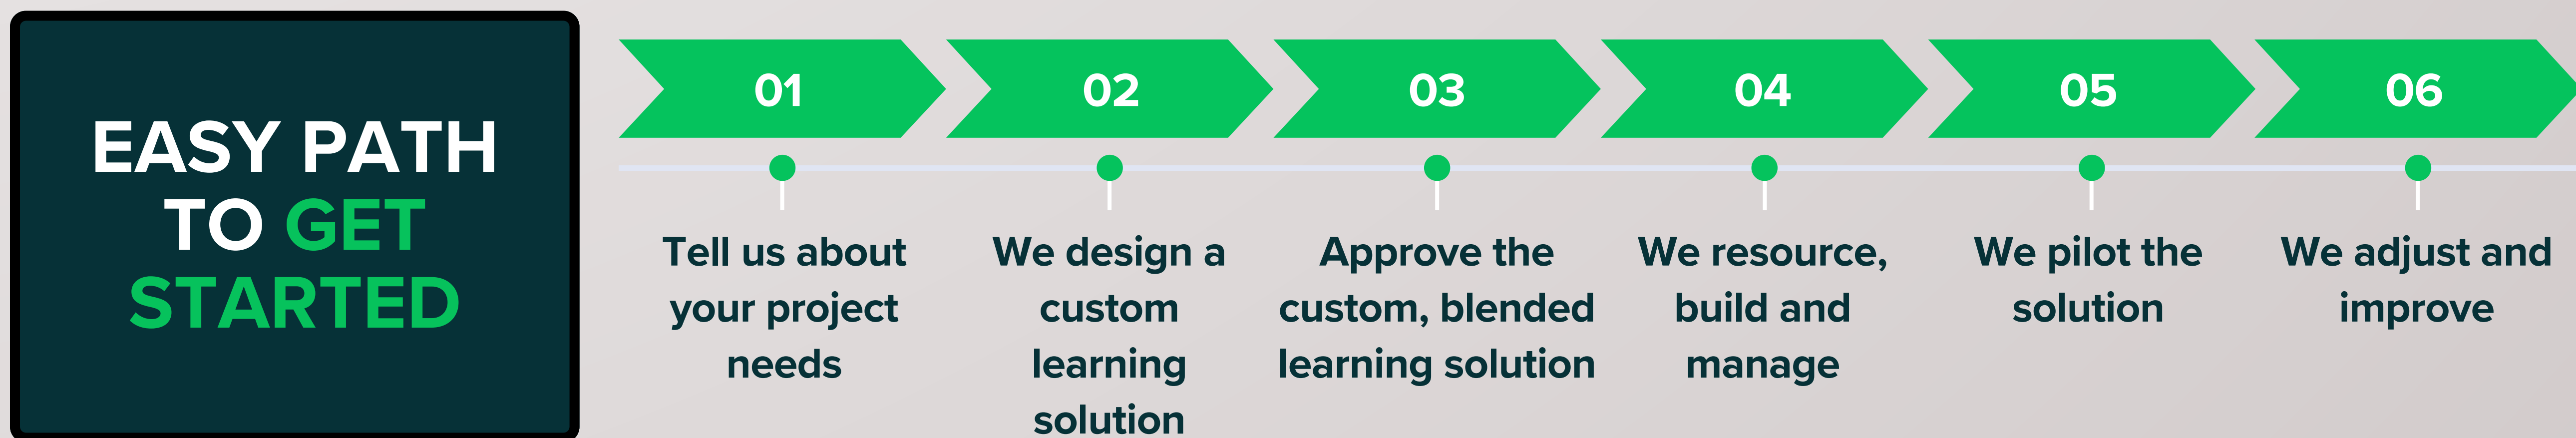 EASY PATH
TO GET
STARTED
01
Tell us about
your project
needs
02
We design a
custom
learning
solution
03
Approve the
custom, blended
learning solution
04
We resource,
build and
manage
05
We pilot the
solution
06
We adjust and
improve